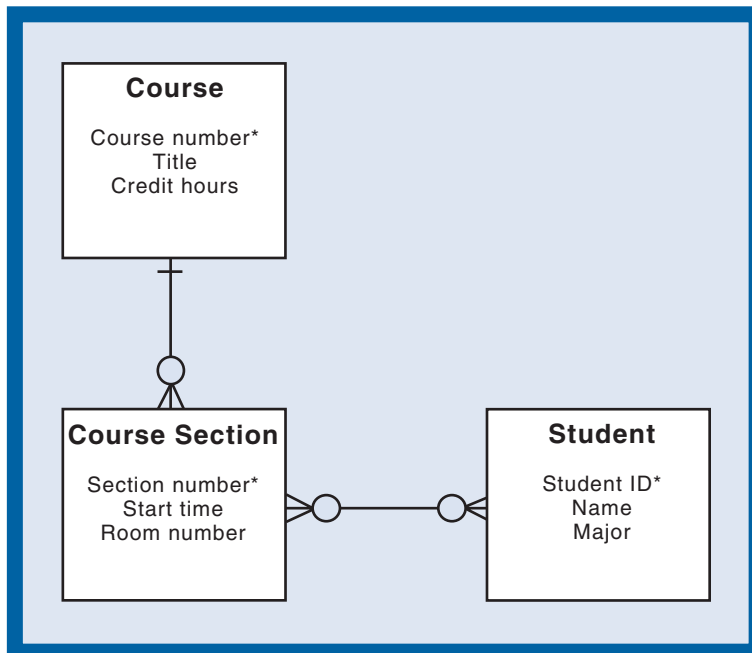 Course
Course number*
Title
Credit hours
Course Section
Section number*
Start time
Room number
Student
Student ID*
Name
Major